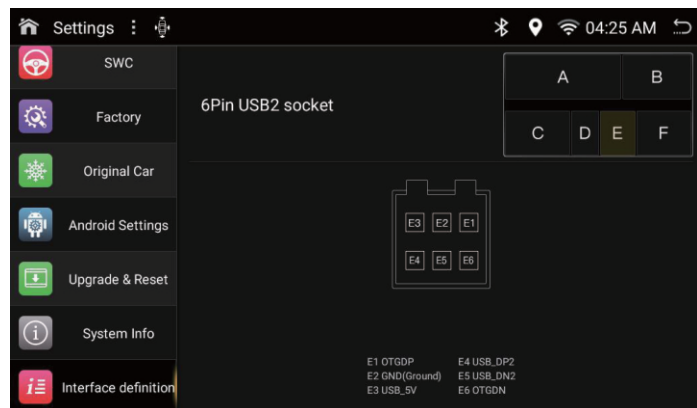 Settings
04:25 AM
SWC
Factory
Original Car
Android Settings
Upgrade & Reset
System Info
Interface definition
6Pin USB2 socket
A B
C D E F
E3 E2 E1
E4 E5 E6
E1 OTGDP E4 USB_DP2
E2 GND(Ground) E5 USB_DN2
E3 USB_5V E6 OTGDN